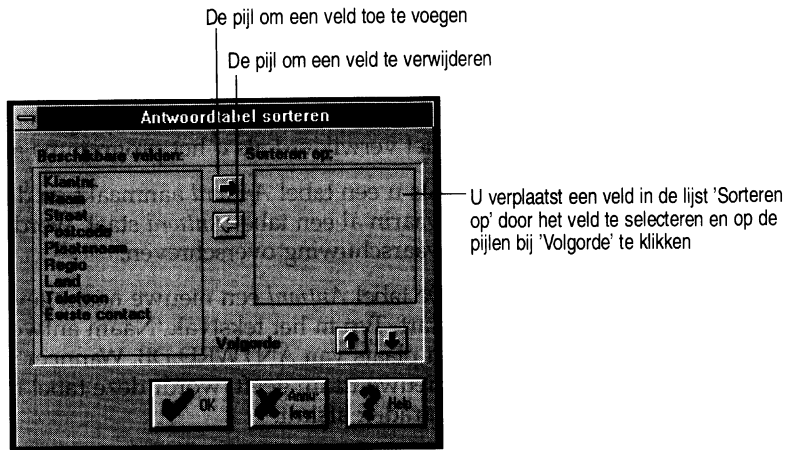 De pijl om een veld toe te voegen
De pijl om een veld te verwijderen
Antwoordtabel sorteren
Beschikbare velden:
Sorteren op:
Klantnr.
Naam
Straat
Postcode
Plaatsnaam
Regio
Land
Telefoon
Eerste contact
U verplaatst een veld in de lijst 'Sorteren
op' door het veld te selecteren en op de
pijlen bij 'Volgorde' te klikken
Volgorde
OK
Annu-
leren
Help